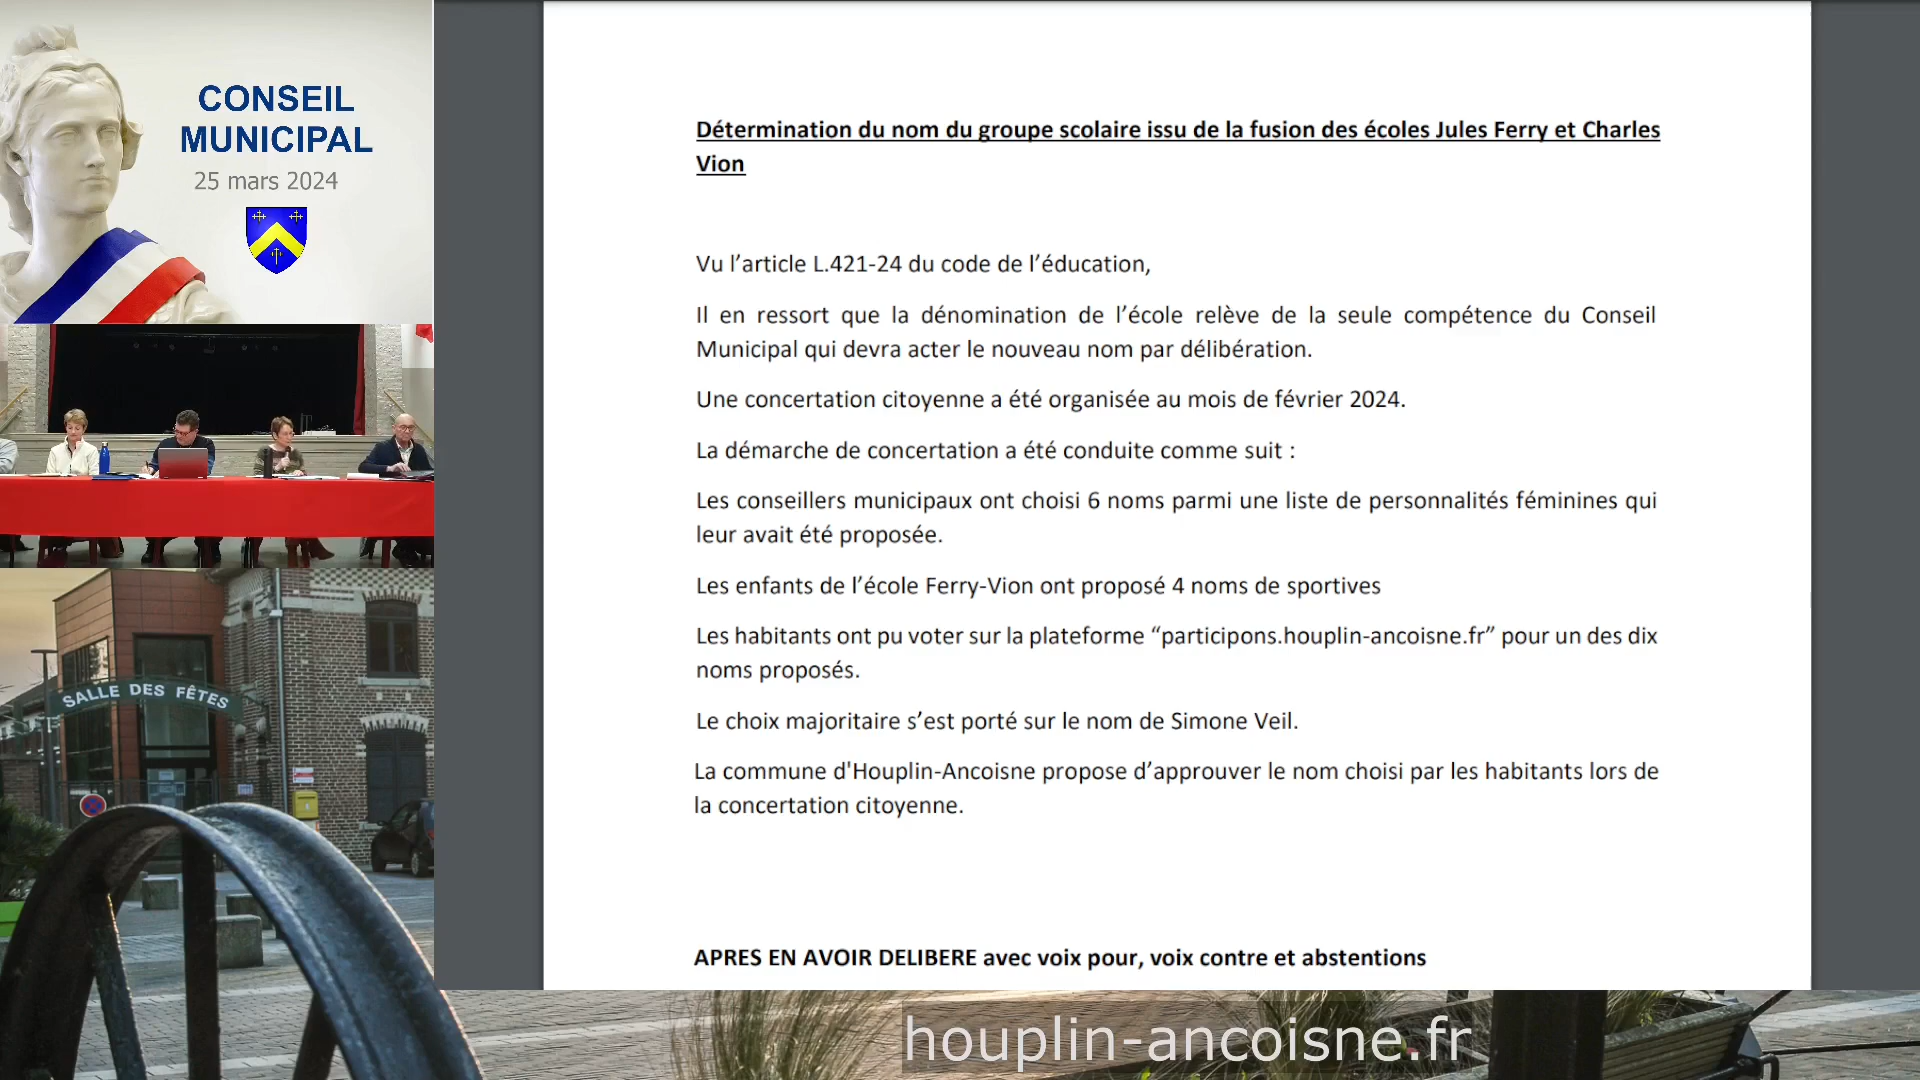 CONSEIL
MUNICIPAL
25 mars 2024
SALLE DES FÊTES
Détermination du nom du groupe scolaire issu de la fusion des écoles Jules Ferry et Charles
Vion
Vu l’article L.421-24 du code de l’éducation,
Il en ressort que la dénomination de l’école relève de la seule compétence du Conseil
Municipal qui devra acter le nouveau nom par délibération.
Une concertation citoyenne a été organisée au mois de février 2024.
La démarche de concertation a été conduite comme suit :
Les conseillers municipaux ont choisi 6 noms parmi une liste de personnalités féminines qui
leur avait été proposée.
Les enfants de l’école Ferry-Vion ont proposé 4 noms de sportives
Les habitants ont pu voter sur la plateforme “participons.houplin-ancoisne.fr” pour un des dix
noms proposés.
Le choix majoritaire s’est porté sur le nom de Simone Veil.
La commune d'Houplin-Ancoisne propose d’approuver le nom choisi par les habitants lors de
la concertation citoyenne.
APRES EN AVOIR DELIBERE avec voix pour, voix contre et abstentions
houplin-ancoisne.fr